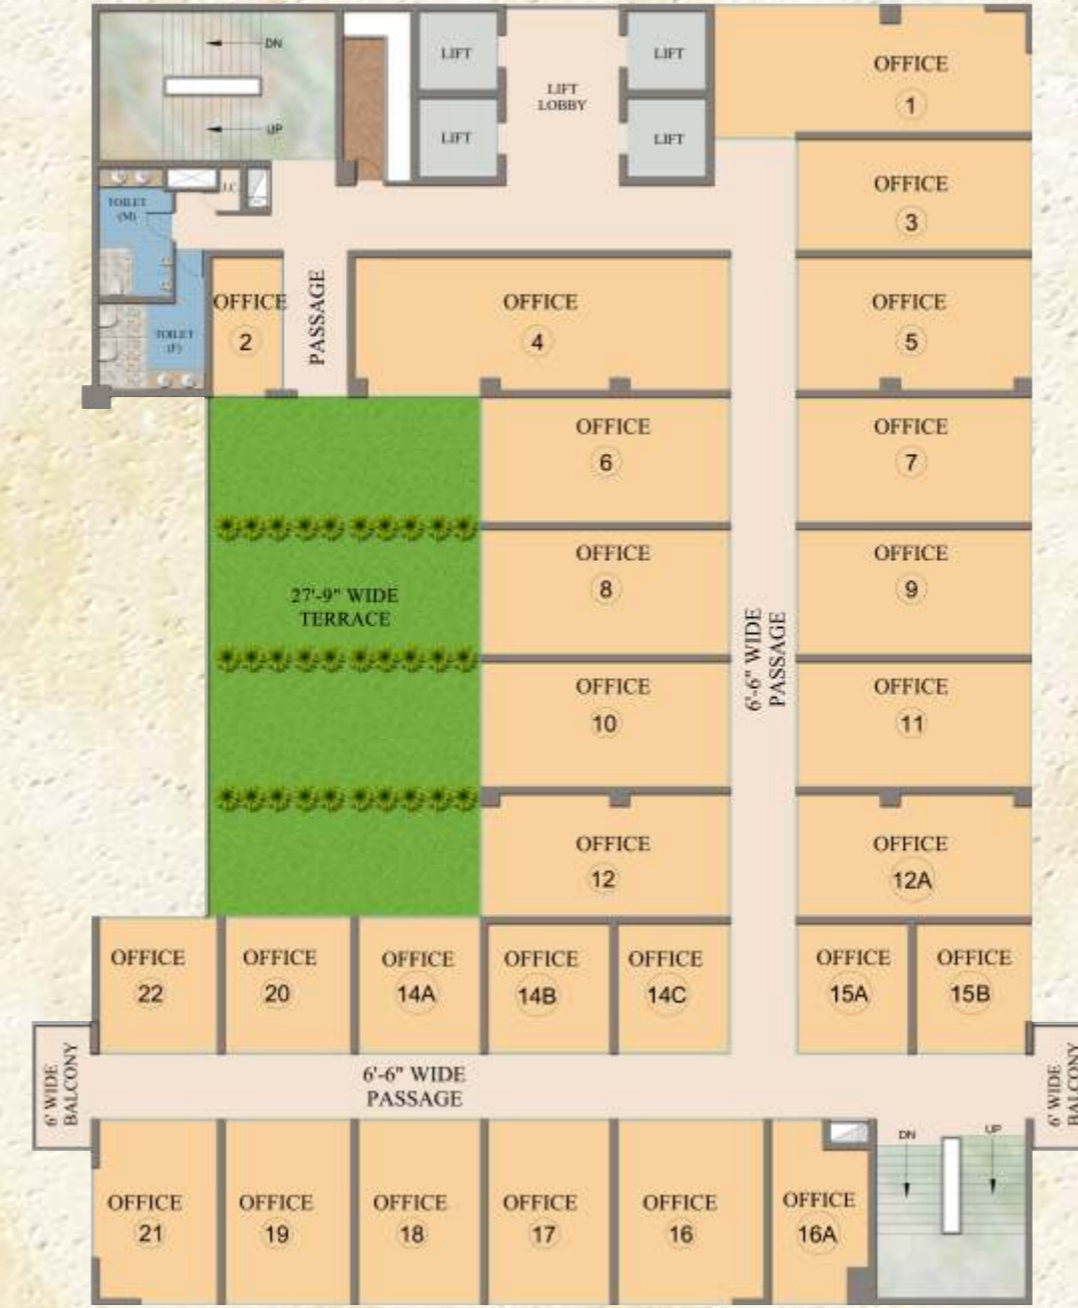 DN
UP
LIFT
LIFT
LIFT
LOBBY
LIFT
LIFT
OFFICE
1
OFFICE
3
TOILET
(M)
OFFICE
2
PASSAGE
OFFICE
4
OFFICE
5
TOILET
(F)
OFFICE
6
OFFICE
7
OFFICE
8
OFFICE
9
27'-9" WIDE
TERRACE
6'-6" WIDE
PASSAGE
OFFICE
10
OFFICE
11
OFFICE
12
OFFICE
12A
OFFICE
22
OFFICE
20
OFFICE
14A
OFFICE
14B
OFFICE
14C
OFFICE
15A
OFFICE
15B
6' WIDE
BALCONY
6'-6" WIDE
PASSAGE
6' WIDE
BALCONY
DN
UP
OFFICE
21
OFFICE
19
OFFICE
18
OFFICE
17
OFFICE
16
OFFICE
16A